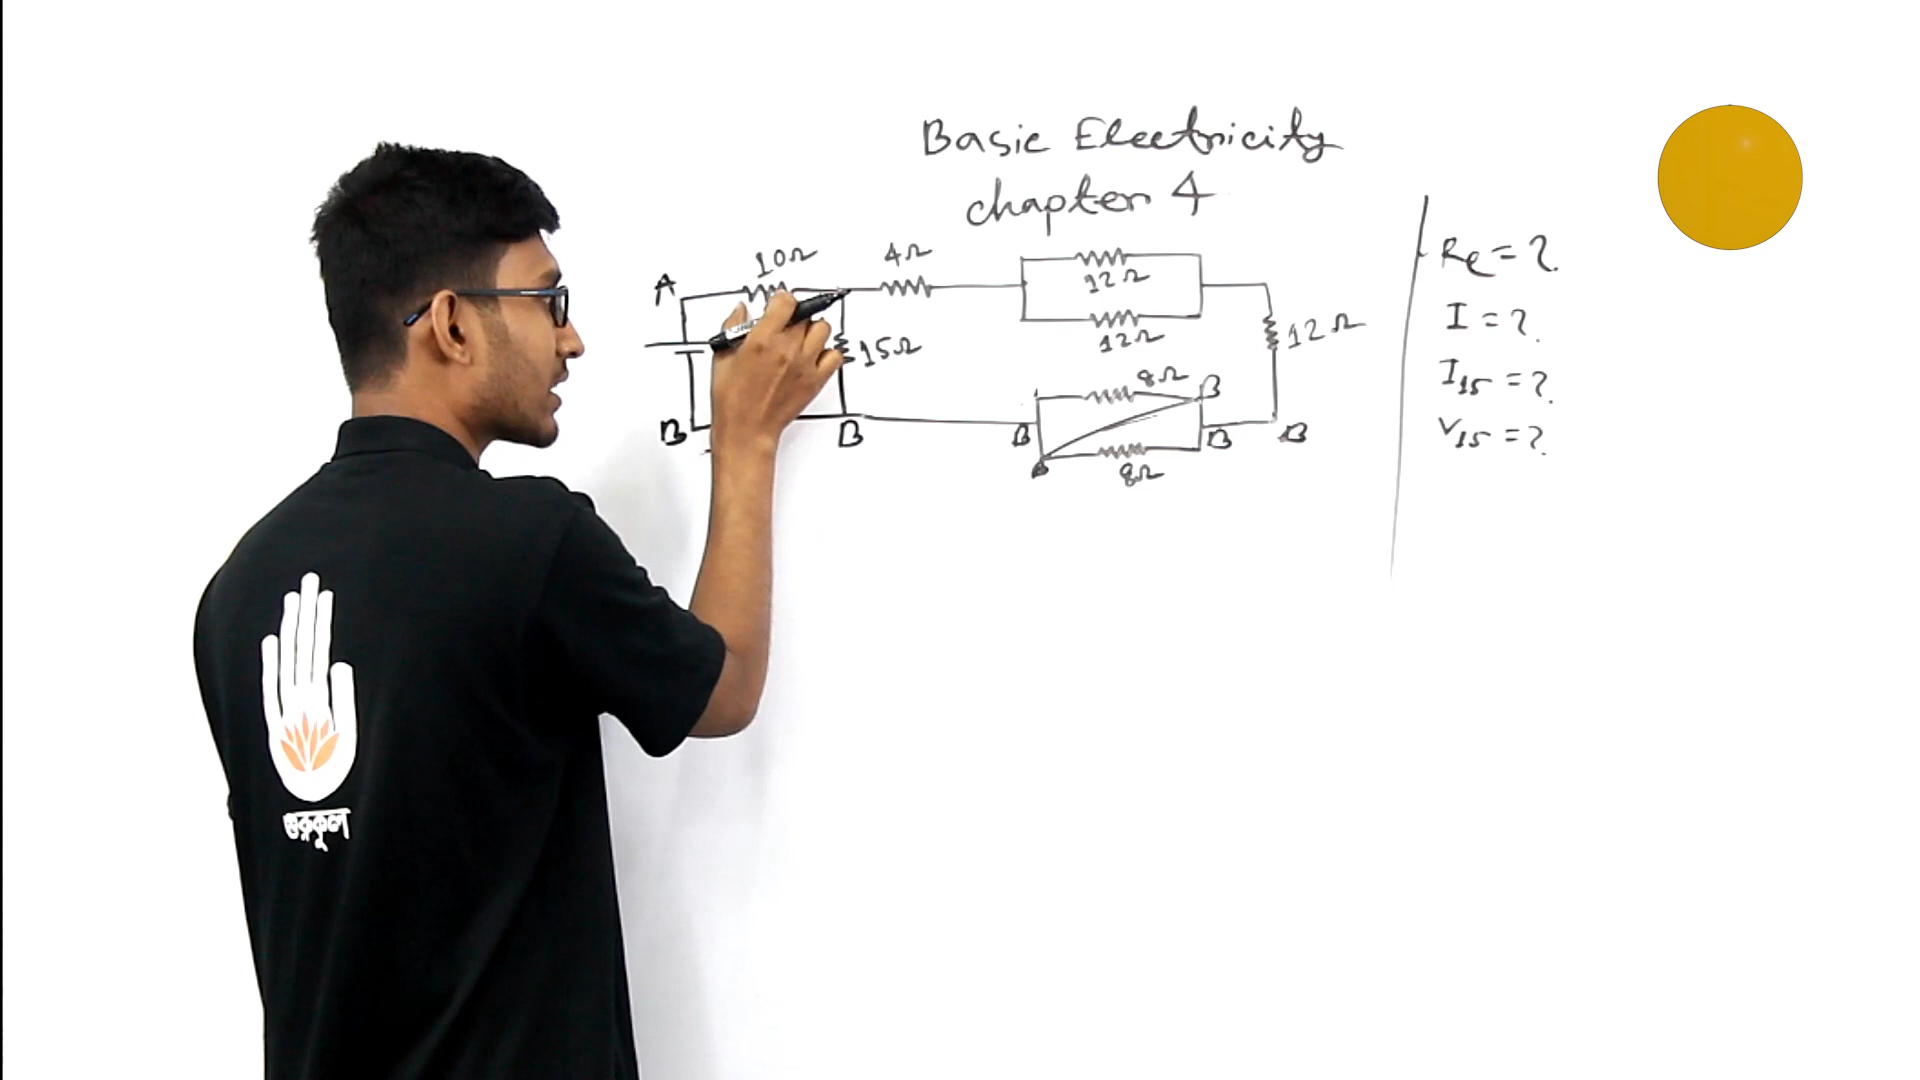 Basic Electricity
chapter 4
10Ω
4Ω
12Ω
12Ω
A
15Ω
12Ω
8Ω
B
B
B
B
B
B
8Ω
Re = ?
I = ?
I15 = ?
V15 = ?
গুরুকুল